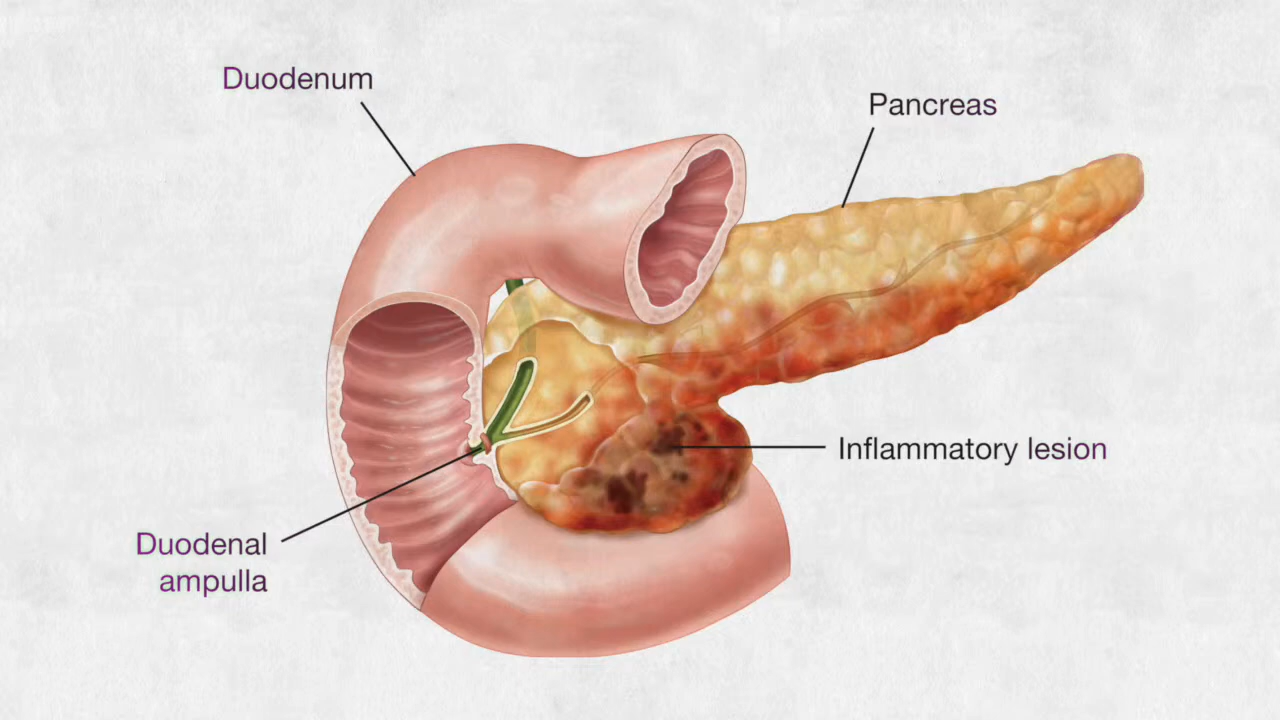 Duodenum
Pancreas
Inflammatory lesion
Duodenal
ampulla